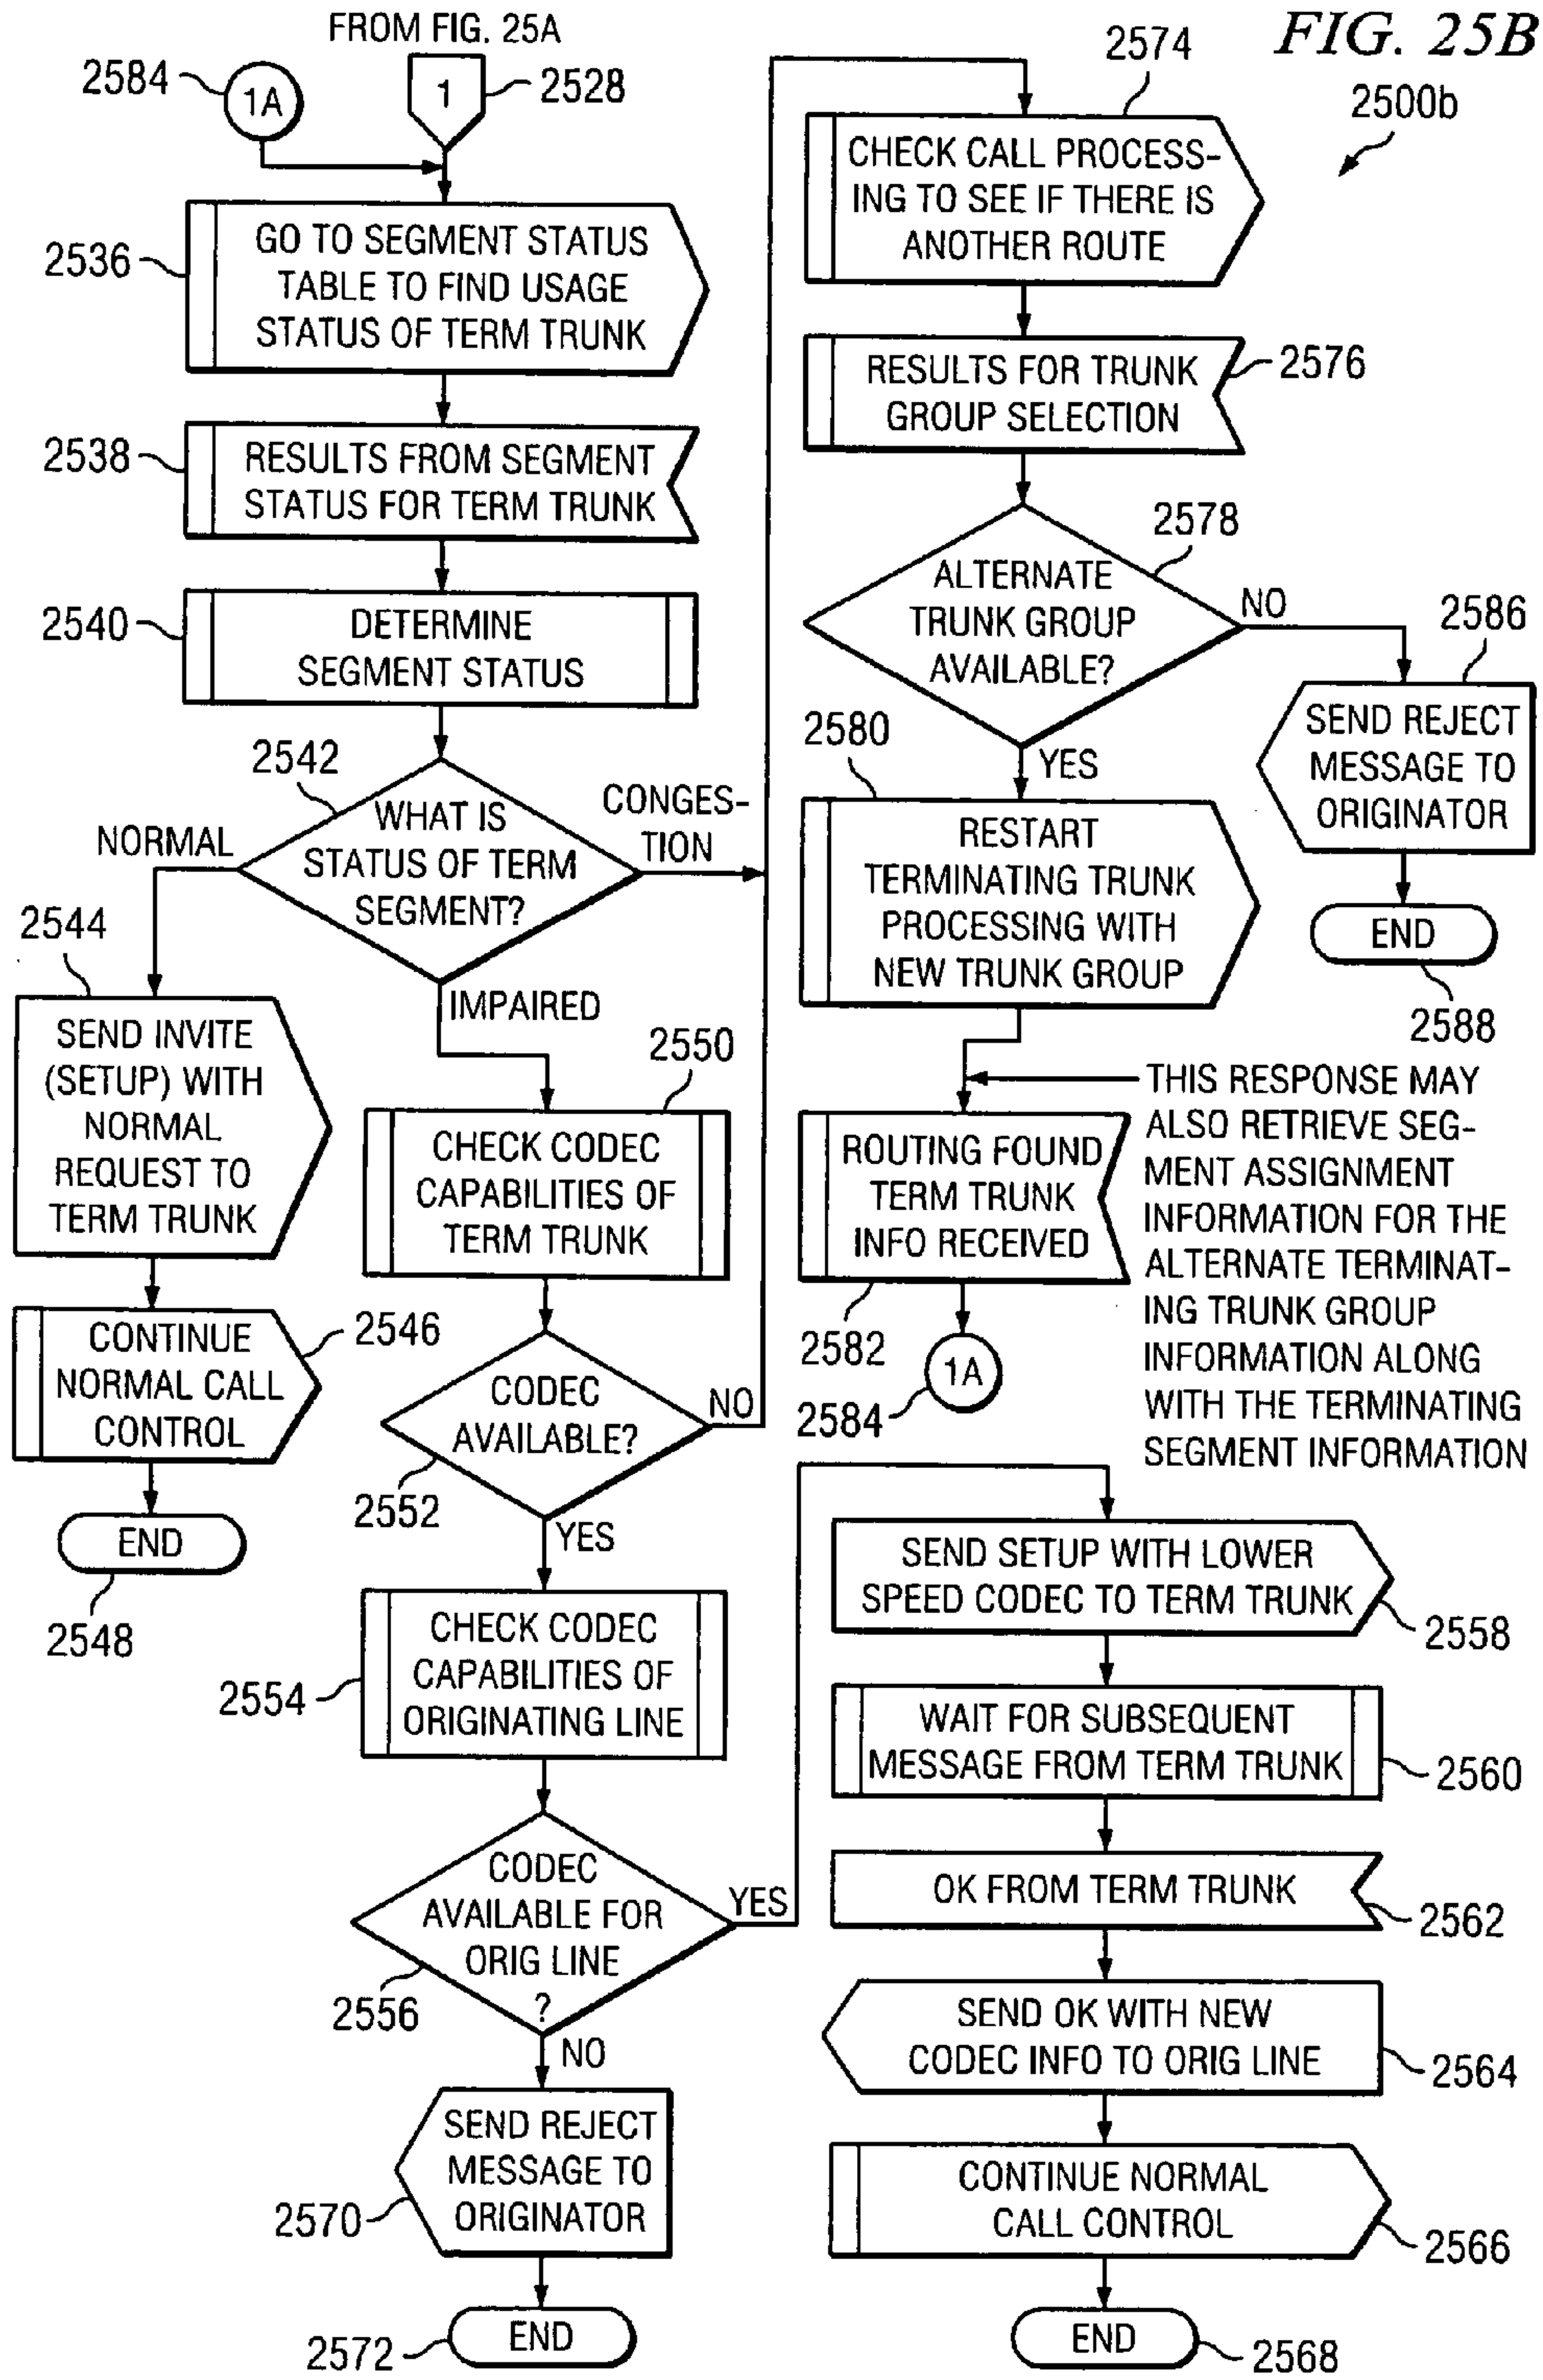 FIG. 25B
2500b
FROM FIG. 25A
2584
1A
1
2528
2536
GO TO SEGMENT STATUS
TABLE TO FIND USAGE
STATUS OF TERM TRUNK
2538
RESULTS FROM SEGMENT
STATUS FOR TERM TRUNK
2540
DETERMINE
SEGMENT STATUS
2542
WHAT IS
STATUS OF TERM
SEGMENT?
NORMAL
CONGES-
TION
IMPAIRED
2544
SEND INVITE
(SETUP) WITH
NORMAL
REQUEST TO
TERM TRUNK
2546
CONTINUE
NORMAL CALL
CONTROL
END
2548
2550
CHECK CODEC
CAPABILITIES OF
TERM TRUNK
CODEC
AVAILABLE?
NO
2552
YES
2554
CHECK CODEC
CAPABILITIES OF
ORIGINATING LINE
CODEC
AVAILABLE FOR
ORIG LINE
?
YES
2556
NO
SEND REJECT
MESSAGE TO
ORIGINATOR
2570
END
2572
2574
CHECK CALL PROCESS-
ING TO SEE IF THERE IS
ANOTHER ROUTE
RESULTS FOR TRUNK
GROUP SELECTION
2576
2578
ALTERNATE
TRUNK GROUP
AVAILABLE?
NO
2586
SEND REJECT
MESSAGE TO
ORIGINATOR
END
2588
YES
2580
RESTART
TERMINATING TRUNK
PROCESSING WITH
NEW TRUNK GROUP
THIS RESPONSE MAY
ALSO RETRIEVE SEG-
MENT ASSIGNMENT
INFORMATION FOR THE
ALTERNATE TERMINAT-
ING TRUNK GROUP
INFORMATION ALONG
WITH THE TERMINATING
SEGMENT INFORMATION
ROUTING FOUND
TERM TRUNK
INFO RECEIVED
2582
1A
2584
SEND SETUP WITH LOWER
SPEED CODEC TO TERM TRUNK
2558
WAIT FOR SUBSEQUENT
MESSAGE FROM TERM TRUNK
2560
OK FROM TERM TRUNK
2562
SEND OK WITH NEW
CODEC INFO TO ORIG LINE
2564
CONTINUE NORMAL
CALL CONTROL
2566
END
2568